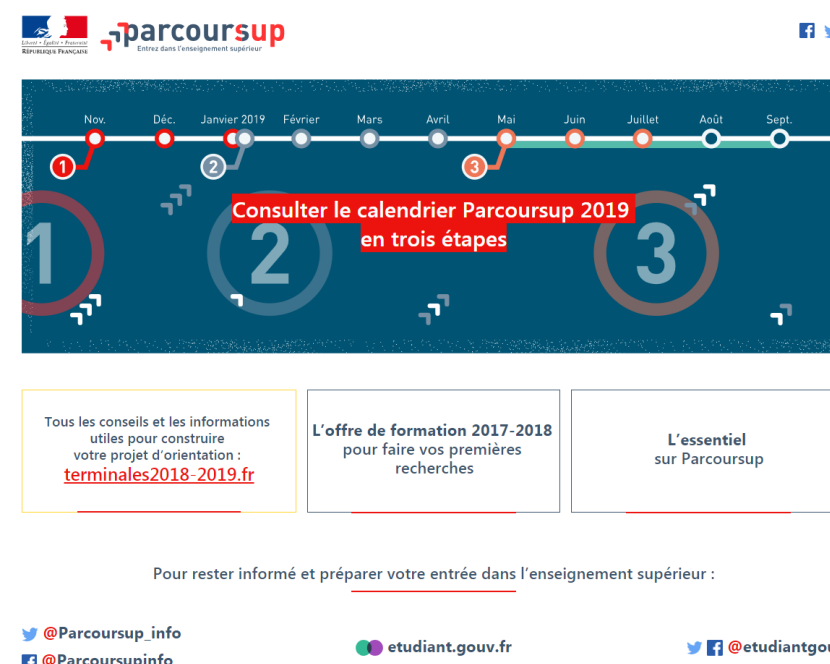 Liberté • Égalité • Fraternité
RÉPUBLIQUE FRANÇAISE
parcoursup
Entrez dans l'enseignement supérieur
Nov. Déc. Janvier 2019 Février Mars Avril Mai Juin Juillet Août Sept.
1 2 3
Consulter le calendrier Parcoursup 2019
en trois étapes
1 2 3
Tous les conseils et les informations
utiles pour construire
votre projet d'orientation :
terminales2018-2019.fr
L'offre de formation 2017-2018
pour faire vos premières
recherches
L'essentiel
sur Parcoursup
Pour rester informé et préparer votre entrée dans l'enseignement supérieur :
@Parcoursup_info
@Parcoursupinfo
etudiant.gouv.fr
@etudiantgou